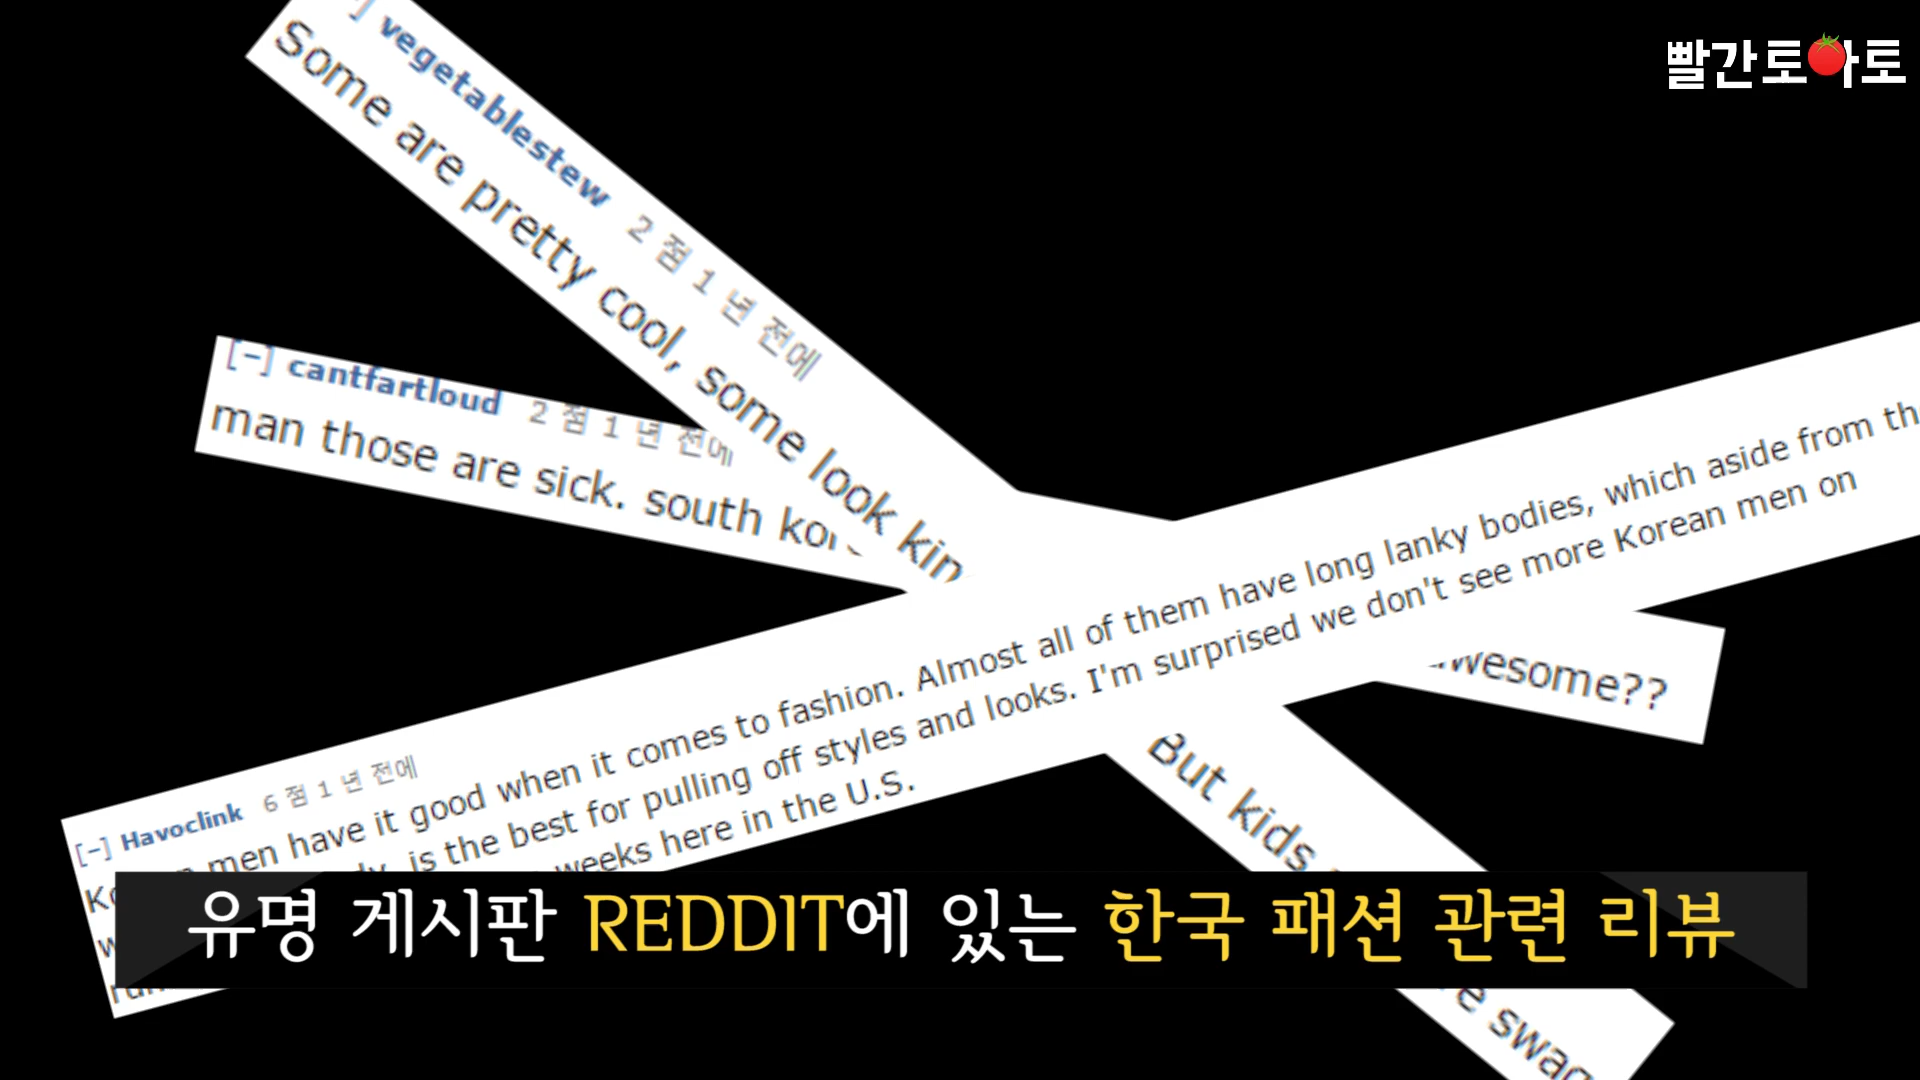 빨간토마토
[-] vegetablestew 2 점 1 년 전에
Some are pretty cool, some look
But kids
swag
[-] cantfartloud 2 점 1 년 전에
man those are sick. south
awesome??
[-] Havoclink 6 점 1 년 전에
men have it good when it comes to fashion. Almost all of them have long lanky bodies, which aside from
is the best for pulling off styles and looks. I'm surprised we don't see more Korean men on
weeks here in the U.S.
유명 게시판 REDDIT에 있는 한국 패션 관련 리뷰